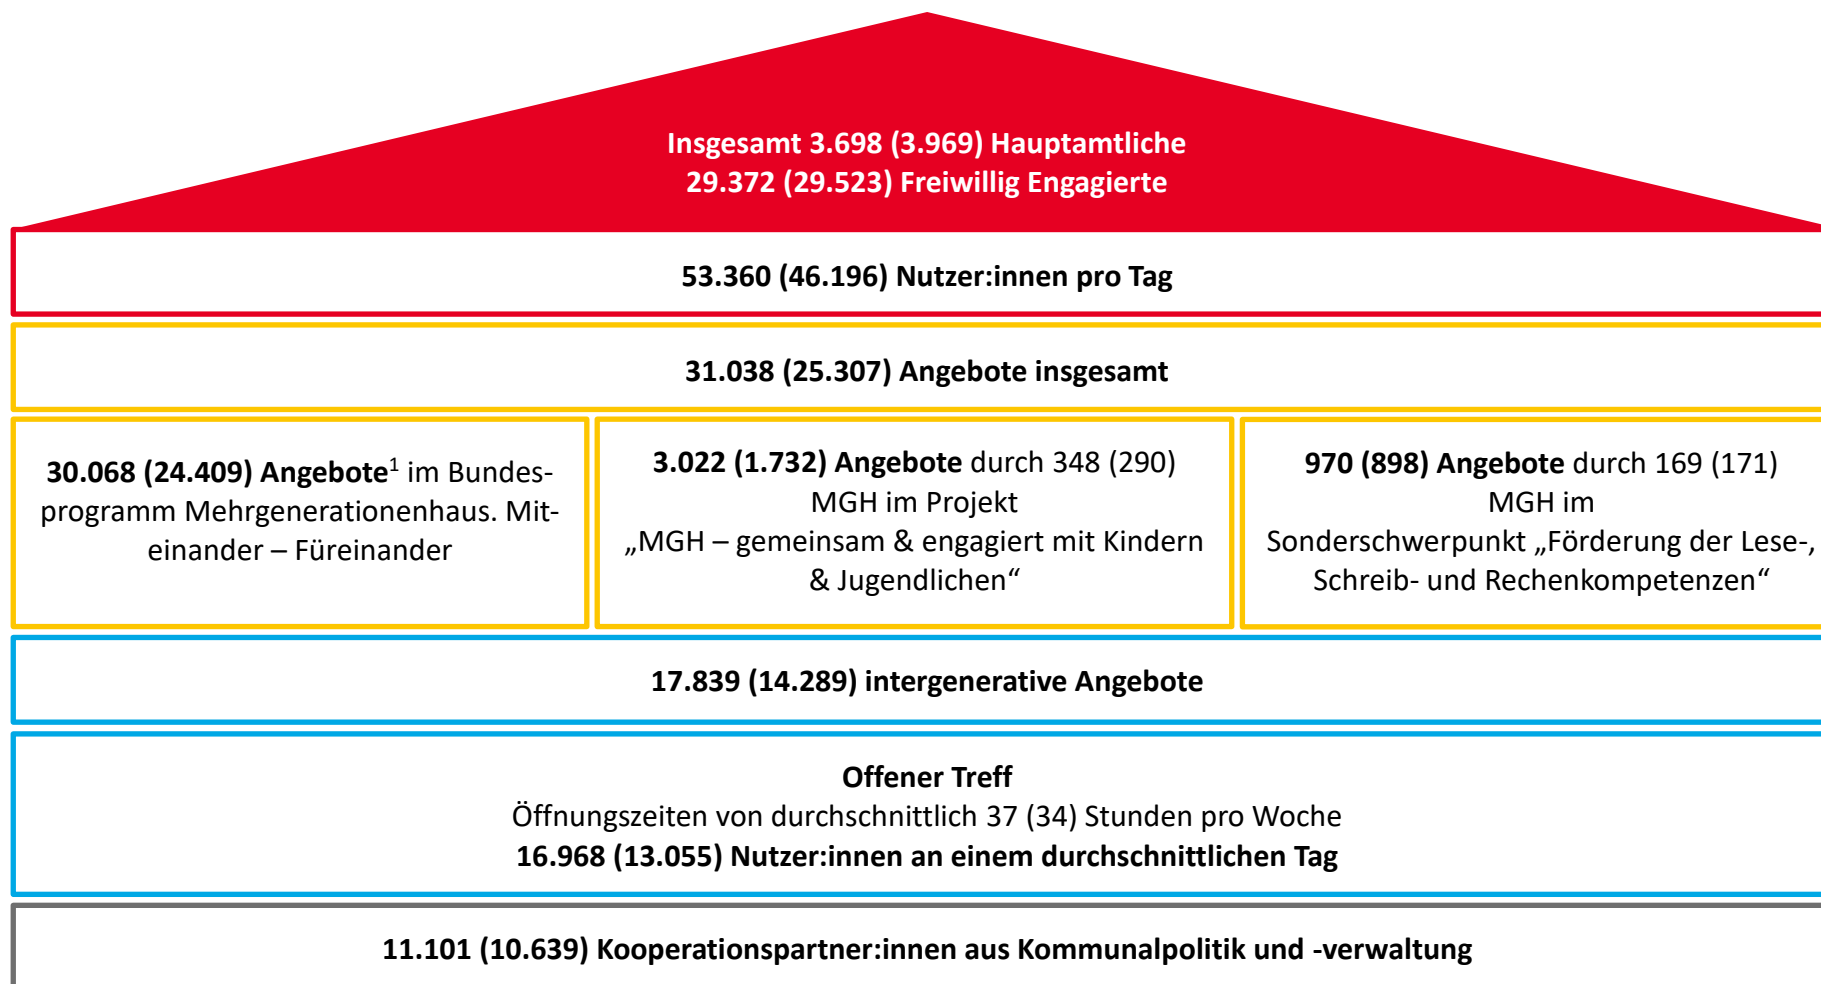 Insgesamt 3.698 (3.969) Hauptamtliche
29.372 (29.523) Freiwillig Engagierte
53.360 (46.196) Nutzer:innen pro Tag
31.038 (25.307) Angebote insgesamt
30.068 (24.409) Angebote¹ im Bundes-
programm Mehrgenerationenhaus. Mit-
einander – Füreinander
3.022 (1.732) Angebote durch 348 (290)
MGH im Projekt
„MGH – gemeinsam & engagiert mit Kindern
& Jugendlichen“
970 (898) Angebote durch 169 (171)
MGH im
Sonderschwerpunkt „Förderung der Lese-,
Schreib- und Rechenkompetenzen“
17.839 (14.289) intergenerative Angebote
Offener Treff
Öffnungszeiten von durchschnittlich 37 (34) Stunden pro Woche
16.968 (13.055) Nutzer:innen an einem durchschnittlichen Tag
11.101 (10.639) Kooperationspartner:innen aus Kommunalpolitik und -verwaltung